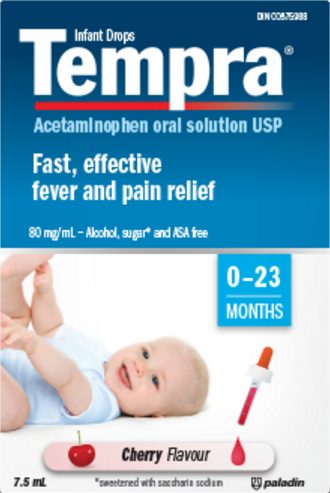 DIN 00875988
Infant Drops
Tempra®
Acetaminophen oral solution USP
Fast, effective
fever and pain relief
80 mg/mL – Alcohol, sugar* and ASA free
0–23
MONTHS
Cherry Flavour
7.5 mL
*sweetened with saccharin sodium
paladin